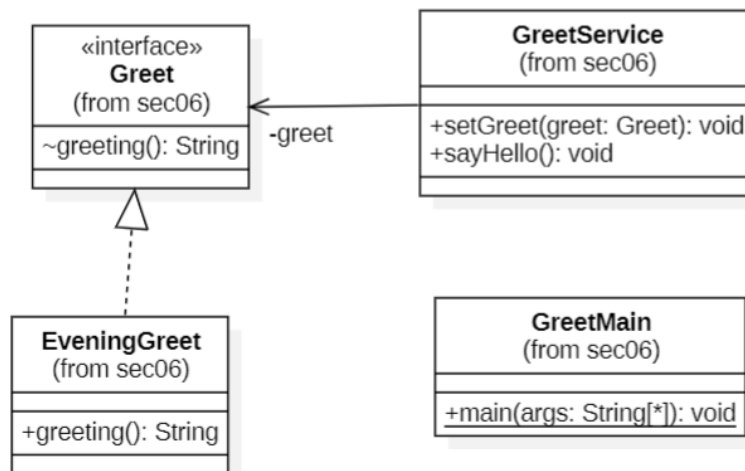 «interface»
Greet
(from sec06)
~greeting(): String
-greet
GreetService
(from sec06)
+setGreet(greet: Greet): void
+sayHello(): void
EveningGreet
(from sec06)
+greeting(): String
GreetMain
(from sec06)
+main(args: String[*]): void